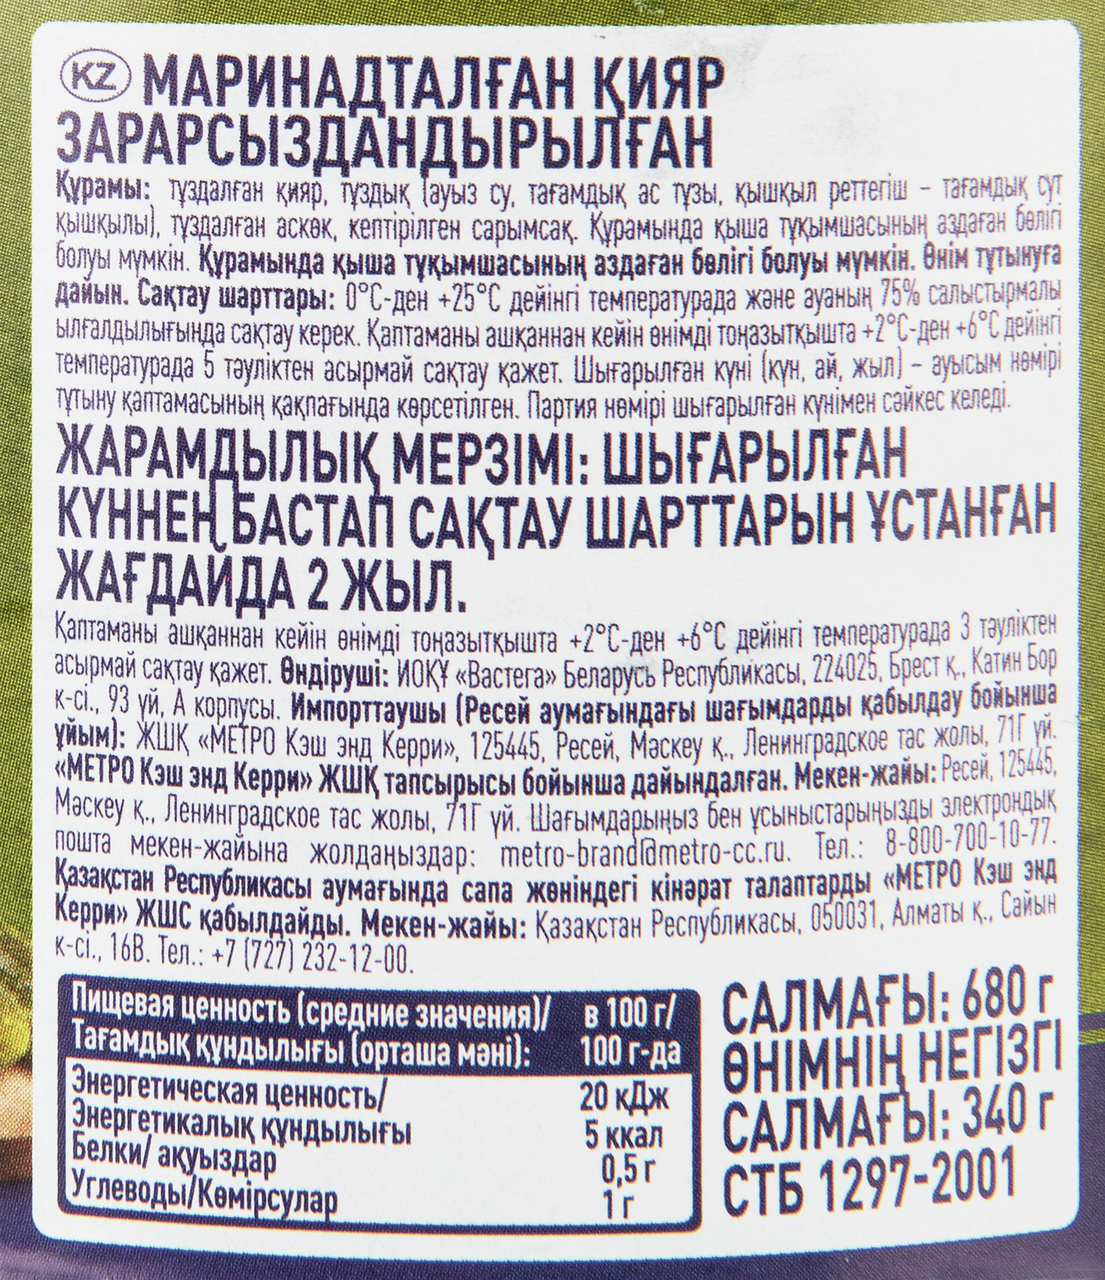 KZ МАРИНАДТАЛҒАН ҚИЯР
ЗАРАРСЫЗДАНДЫРЫЛҒАН
Құрамы: тұздалған қияр, тұздық (ауыз су, тағамдық ас тұзы, қышқыл реттегіш – тағамдық сүт
қышқылы), тұздалған аскөк, кептірілген сарымсақ. Құрамында қыша тұқымшасының аздаған бөлігі
болуы мүмкін. Құрамында қыша тұқымшасының аздаған бөлігі болуы мүмкін. Өнім тұтынуға
дайын. Сақтау шарттары: 0°С-ден +25°С дейінгі температурада және ауаның 75% салыстырмалы
ылғалдылығында сақтау керек. Қаптаманы ашқаннан кейін өнімді тоңазытқышта +2°С-ден +6°С дейінгі
температурада 5 тәуліктен асырмай сақтау қажет. Шығарылған күні (күн, ай, жыл) – ауысым нөмірі
тұтыну қаптамасының қақпағында көрсетілген. Партия нөмірі шығарылған күнімен сәйкес келеді.
ЖАРАМДЫЛЫҚ МЕРЗІМІ: ШЫҒАРЫЛҒАН
КҮННЕҢ БАСТАП САҚТАУ ШАРТТАРЫН ҰСТАНҒАН
ЖАҒДАЙДА 2 ЖЫЛ.
Қаптаманы ашқаннан кейін өнімді тоңазытқышта +2°С-ден +6°С дейінгі температурада 3 тәуліктен
асырмай сақтау қажет. Өндіруші: ИОҚҰ «Вастега» Беларусь Республикасы, 224025, Брест қ., Катин Бор
к-сі., 93 үй, А корпусы. Импорттаушы (Ресей аумағындағы шағымдарды қабылдау бойынша
ұйым): ЖШҚ «МЕТРО Кэш энд Керри», 125445, Ресей, Мәскеу қ., Ленинградское тас жолы, 71Г үй.
«МЕТРО Кэш энд Керри» ЖШҚ тапсырысы бойынша дайындалған. Мекен-жайы: Ресей, 125445,
Мәскеу қ., Ленинградское тас жолы, 71Г үй. Шағымдарыңыз бен ұсыныстарыңызды электрондық
пошта мекен-жайына жолдаңыздар: metro-brand@metro-cc.ru. Тел.: 8-800-700-10-77.
Қазақстан Республикасы аумағында сапа жөніндегі кінәрат талаптарды «МЕТРО Кэш энд
Керри» ЖШС қабылдайды. Мекен-жайы: Қазақстан Республикасы, 050031, Алматы қ., Сайын
к-сі., 16В. Тел.: +7 (727) 232-12-00.
Пищевая ценность (средние значения)/ в 100 г/
Тағамдық құндылығы (орташа мәні): 100 г-да
Энергетическая ценность/ 20 кДж
Энергетикалық құндылығы 5 ккал
Белки/ ақуыздар 0,5 г
Углеводы/Көмірсулар 1 г
САЛМАҒЫ: 680 г
ӨНІМНІҢ НЕГІЗГІ
САЛМАҒЫ: 340 г
СТБ 1297-2001